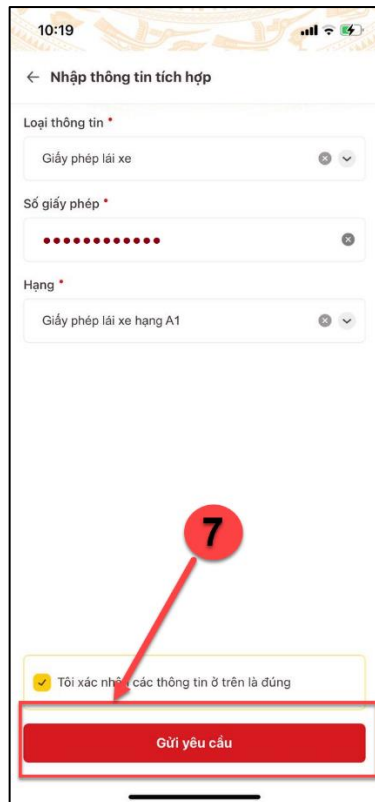 10:19
Nhập thông tin tích hợp
Loại thông tin *
Giấy phép lái xe
Số giấy phép *
••••••••••••
Hạng *
Giấy phép lái xe hạng A1
7
Tôi xác nhận các thông tin ở trên là đúng
Gửi yêu cầu